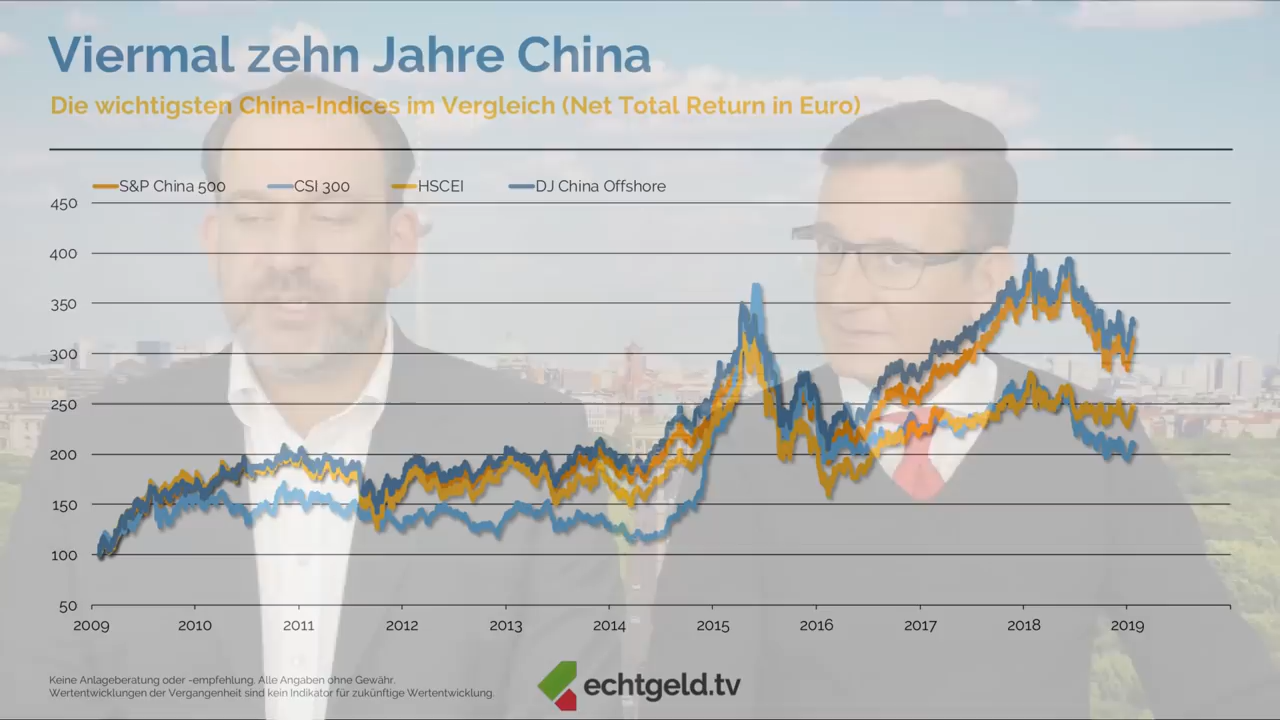 Viermal zehn Jahre China
Die wichtigsten China-Indices im Vergleich (Net Total Return in Euro)
S&P China 500 CSI 300 HSCEI DJ China Offshore
450
400
350
300
250
200
150
100
50
2009 2010 2011 2012 2013 2014 2015 2016 2017 2018 2019
Keine Anlageberatung oder -empfehlung. Alle Angaben ohne Gewähr.
Wertentwicklungen der Vergangenheit sind kein Indikator für zukünftige Wertentwicklung.
echtgeld.tv